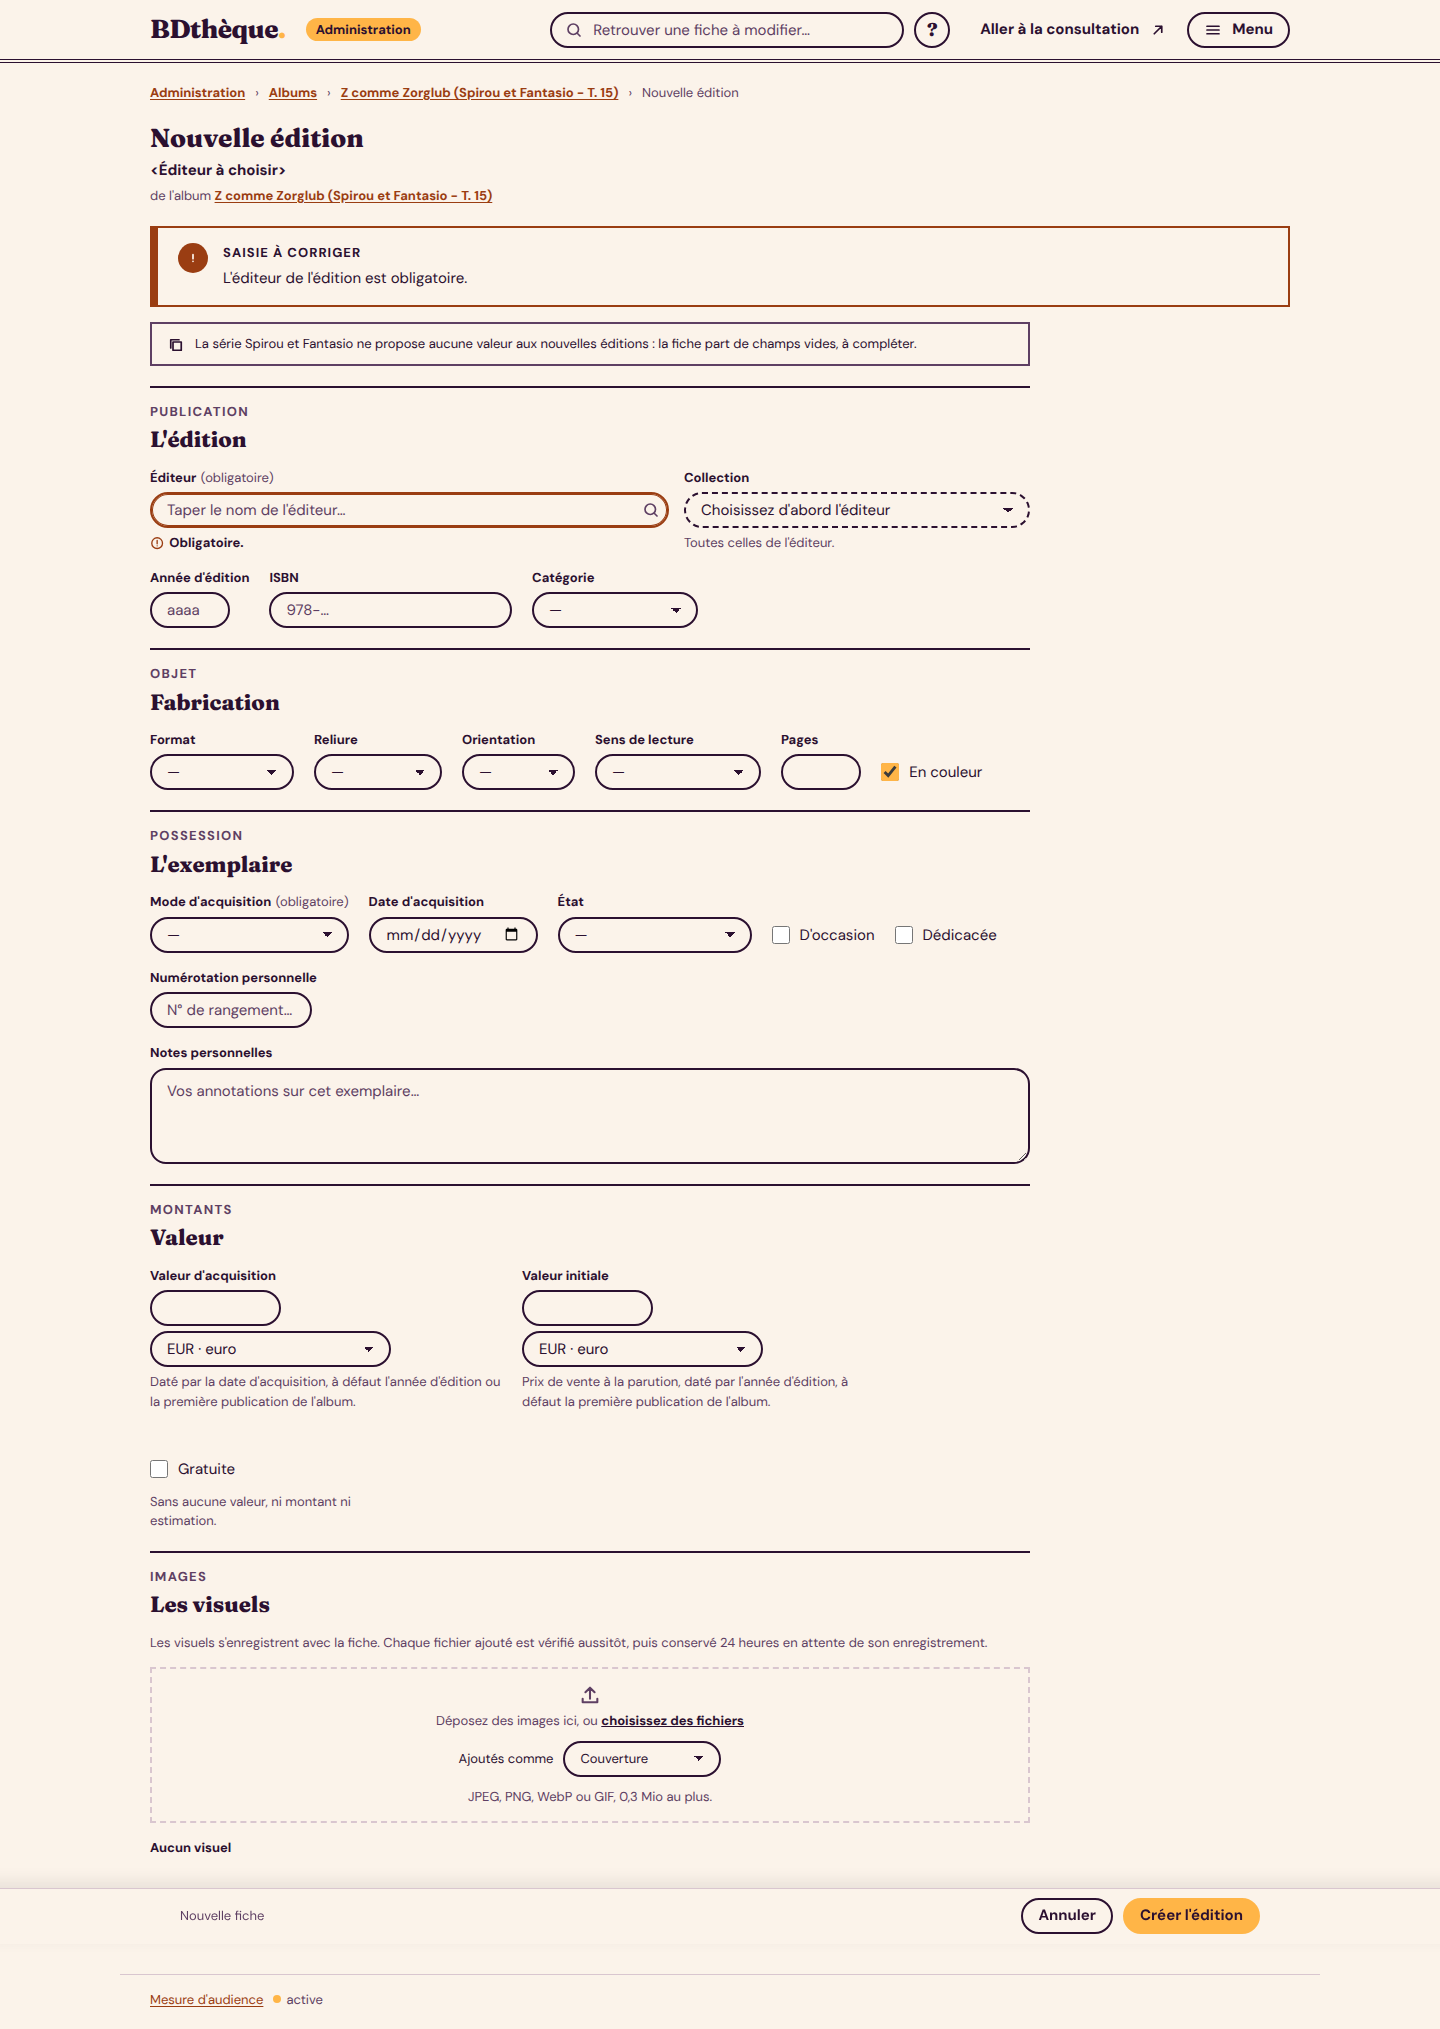 BDthèque.
Administration
Retrouver une fiche à modifier...
?
Aller à la consultation
Menu
Administration › Albums › Z comme Zorglub (Spirou et Fantasio - T. 15) › Nouvelle édition
Nouvelle édition
<Éditeur à choisir>
de l'album Z comme Zorglub (Spirou et Fantasio - T. 15)
SAISIE À CORRIGER
L'éditeur de l'édition est obligatoire.
La série Spirou et Fantasio ne propose aucune valeur aux nouvelles éditions : la fiche part de champs vides, à compléter.
PUBLICATION
L'édition
Éditeur (obligatoire)
Collection
Taper le nom de l'éditeur...
Choisissez d'abord l'éditeur
Obligatoire.
Toutes celles de l'éditeur.
Année d'édition
ISBN
Catégorie
aaaa
978-...
—
OBJET
Fabrication
Format
Reliure
Orientation
Sens de lecture
Pages
—
—
—
—
En couleur
POSSESSION
L'exemplaire
Mode d'acquisition (obligatoire)
Date d'acquisition
État
—
mm/dd/yyyy
—
D'occasion
Dédicacée
Numérotation personnelle
N° de rangement...
Notes personnelles
Vos annotations sur cet exemplaire...
MONTANTS
Valeur
Valeur d'acquisition
Valeur initiale
EUR · euro
EUR · euro
Daté par la date d'acquisition, à défaut l'année d'édition ou
la première publication de l'album.
Prix de vente à la parution, daté par l'année d'édition, à
défaut la première publication de l'album.
Gratuite
Sans aucune valeur, ni montant ni
estimation.
IMAGES
Les visuels
Les visuels s'enregistrent avec la fiche. Chaque fichier ajouté est vérifié aussitôt, puis conservé 24 heures en attente de son enregistrement.
Déposez des images ici, ou choisissez des fichiers
Ajoutés comme
Couverture
JPEG, PNG, WebP ou GIF, 0,3 Mio au plus.
Aucun visuel
Nouvelle fiche
Annuler
Créer l'édition
Mesure d'audience
active